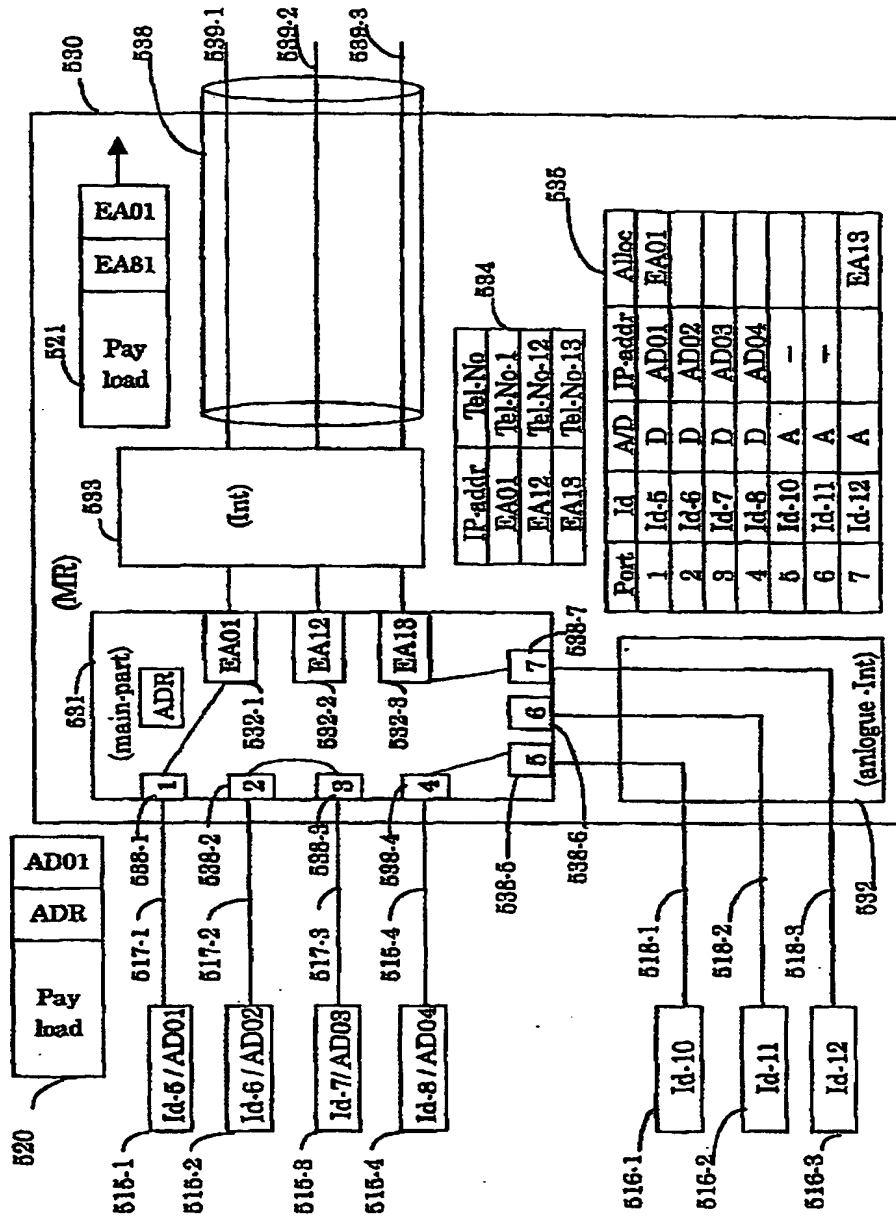 520
Pay load
ADR
AD01
530
(MR)
521
Pay load
EA81
EA01
538
539-1
539-2
539-3
531
(main-part)
ADR
533
(Int)
515-1
Id-5/AD01
517-1
538-1
1
EA01
532-1
515-2
Id-6/AD02
517-2
538-2
2
EA12
532-2
515-3
Id-7/AD03
517-3
538-3
3
EA13
532-3
515-4
Id-8/AD04
515-4
538-4
4
538-5
5
538-6
6
538-7
7
534
IP-addr Tel-No
EA01 Tel-No-1
EA12 Tel-No-12
EA13 Tel-No-13
516-1
Id-10
518-1
516-2
Id-11
518-2
516-3
Id-12
518-3
532
(anlogue-Int)
535
Port Id A/D IP-addr Alloc
1 Id-5 D AD01 EA01
2 Id-6 D AD02
3 Id-7 D AD03
4 Id-8 D AD04
5 Id-10 A –
6 Id-11 A –
7 Id-12 A EA13